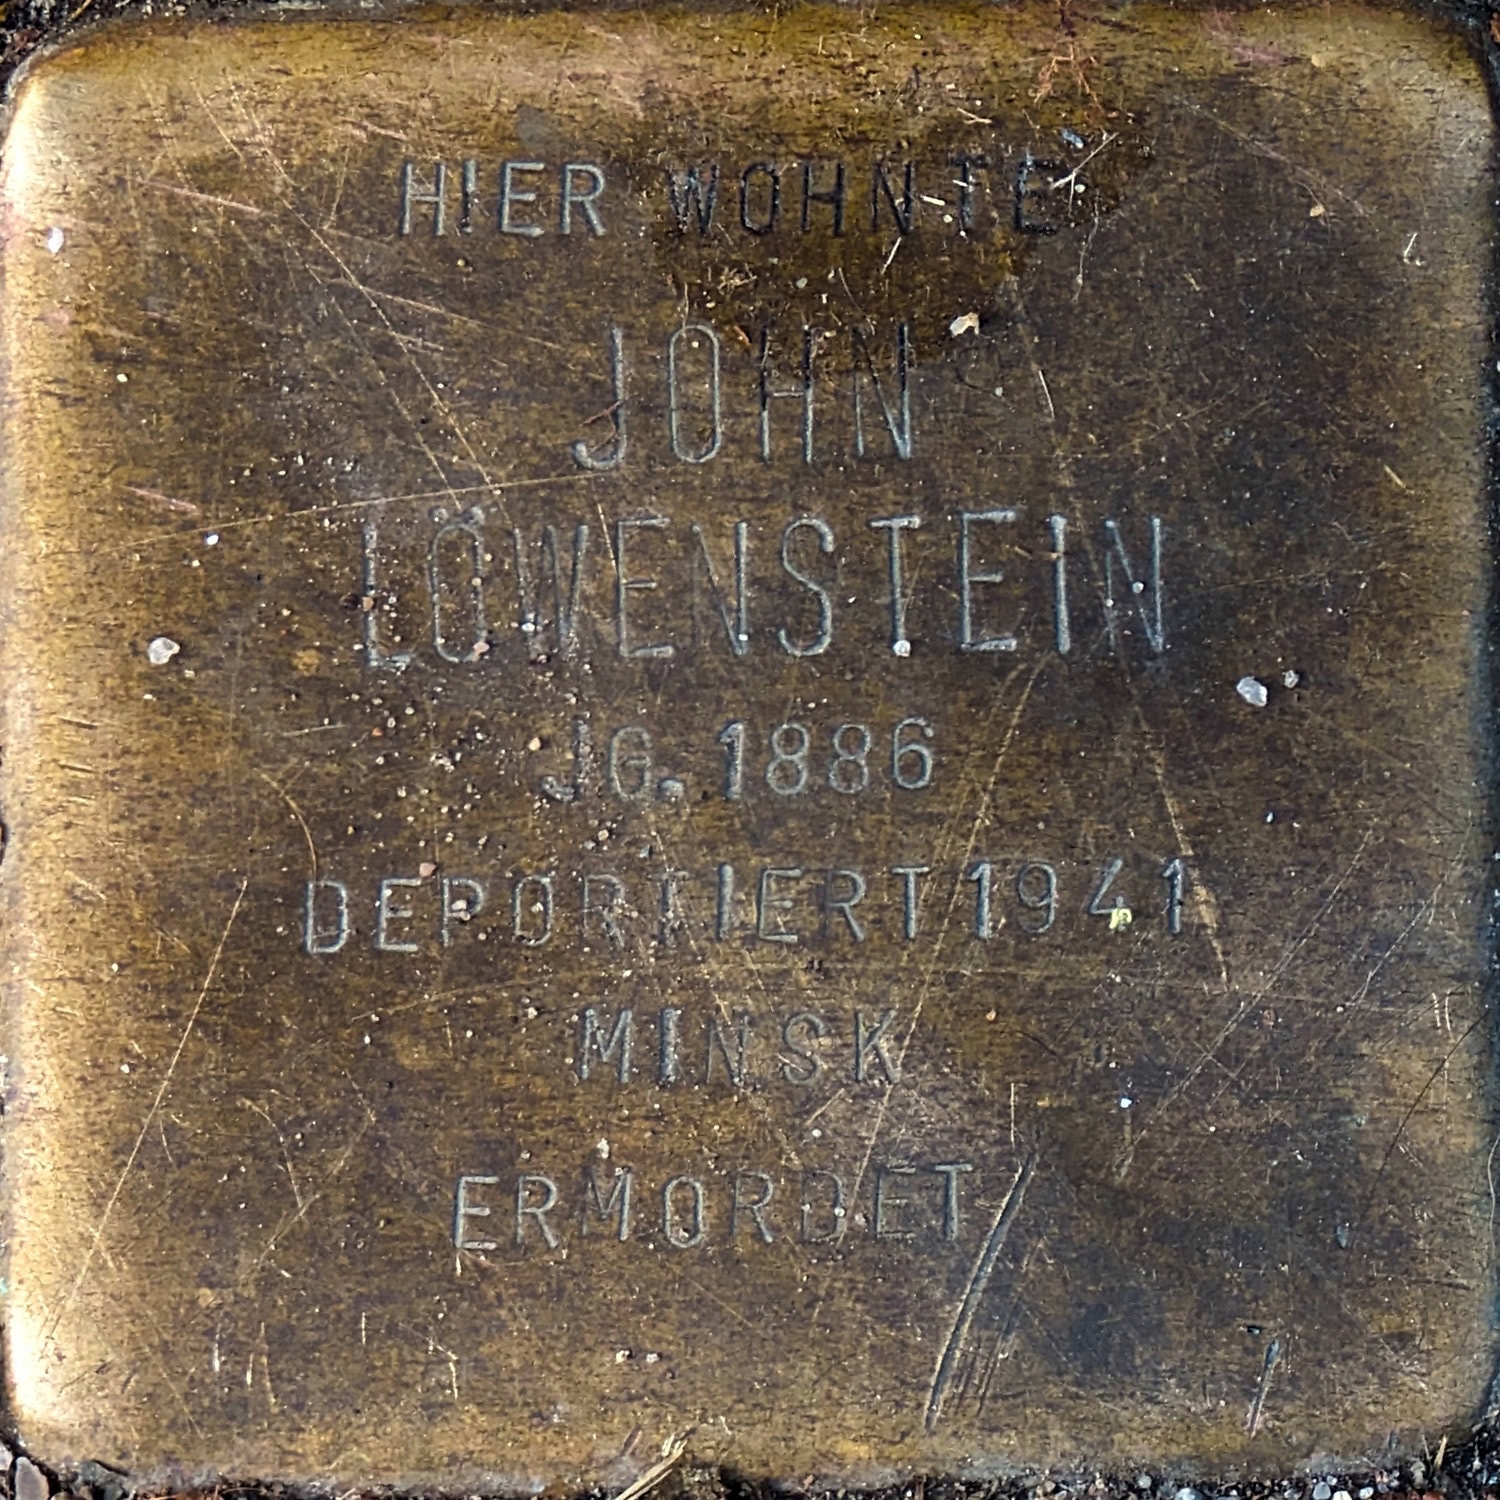 HIER WOHNTE
JOHN
LÖWENSTEIN
JG. 1886
DEPORTIERT 1941
MINSK
ERMORDET